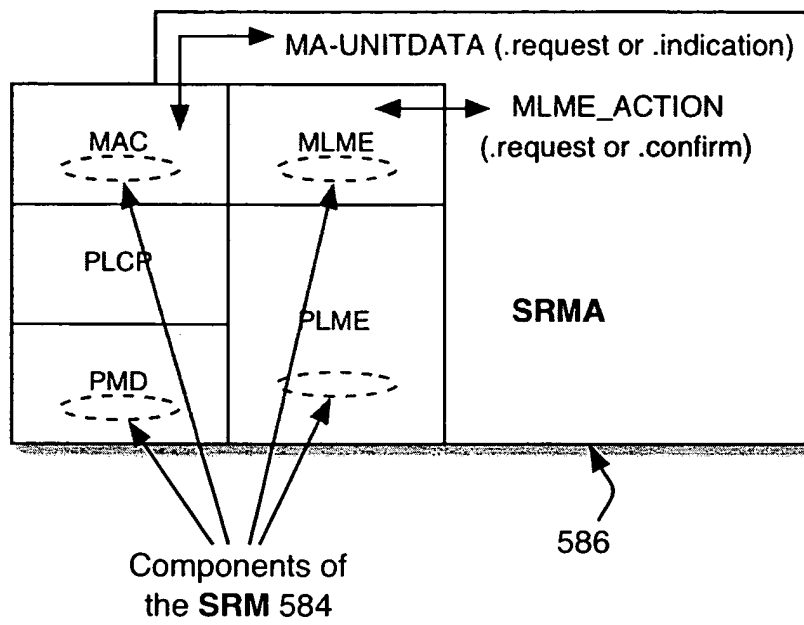 MA-UNITDATA (.request or .indication)
MAC
MLME
MLME_ACTION
(.request or .confirm)
PLCP
PLME
SRMA
PMD
586
Components of
the SRM 584